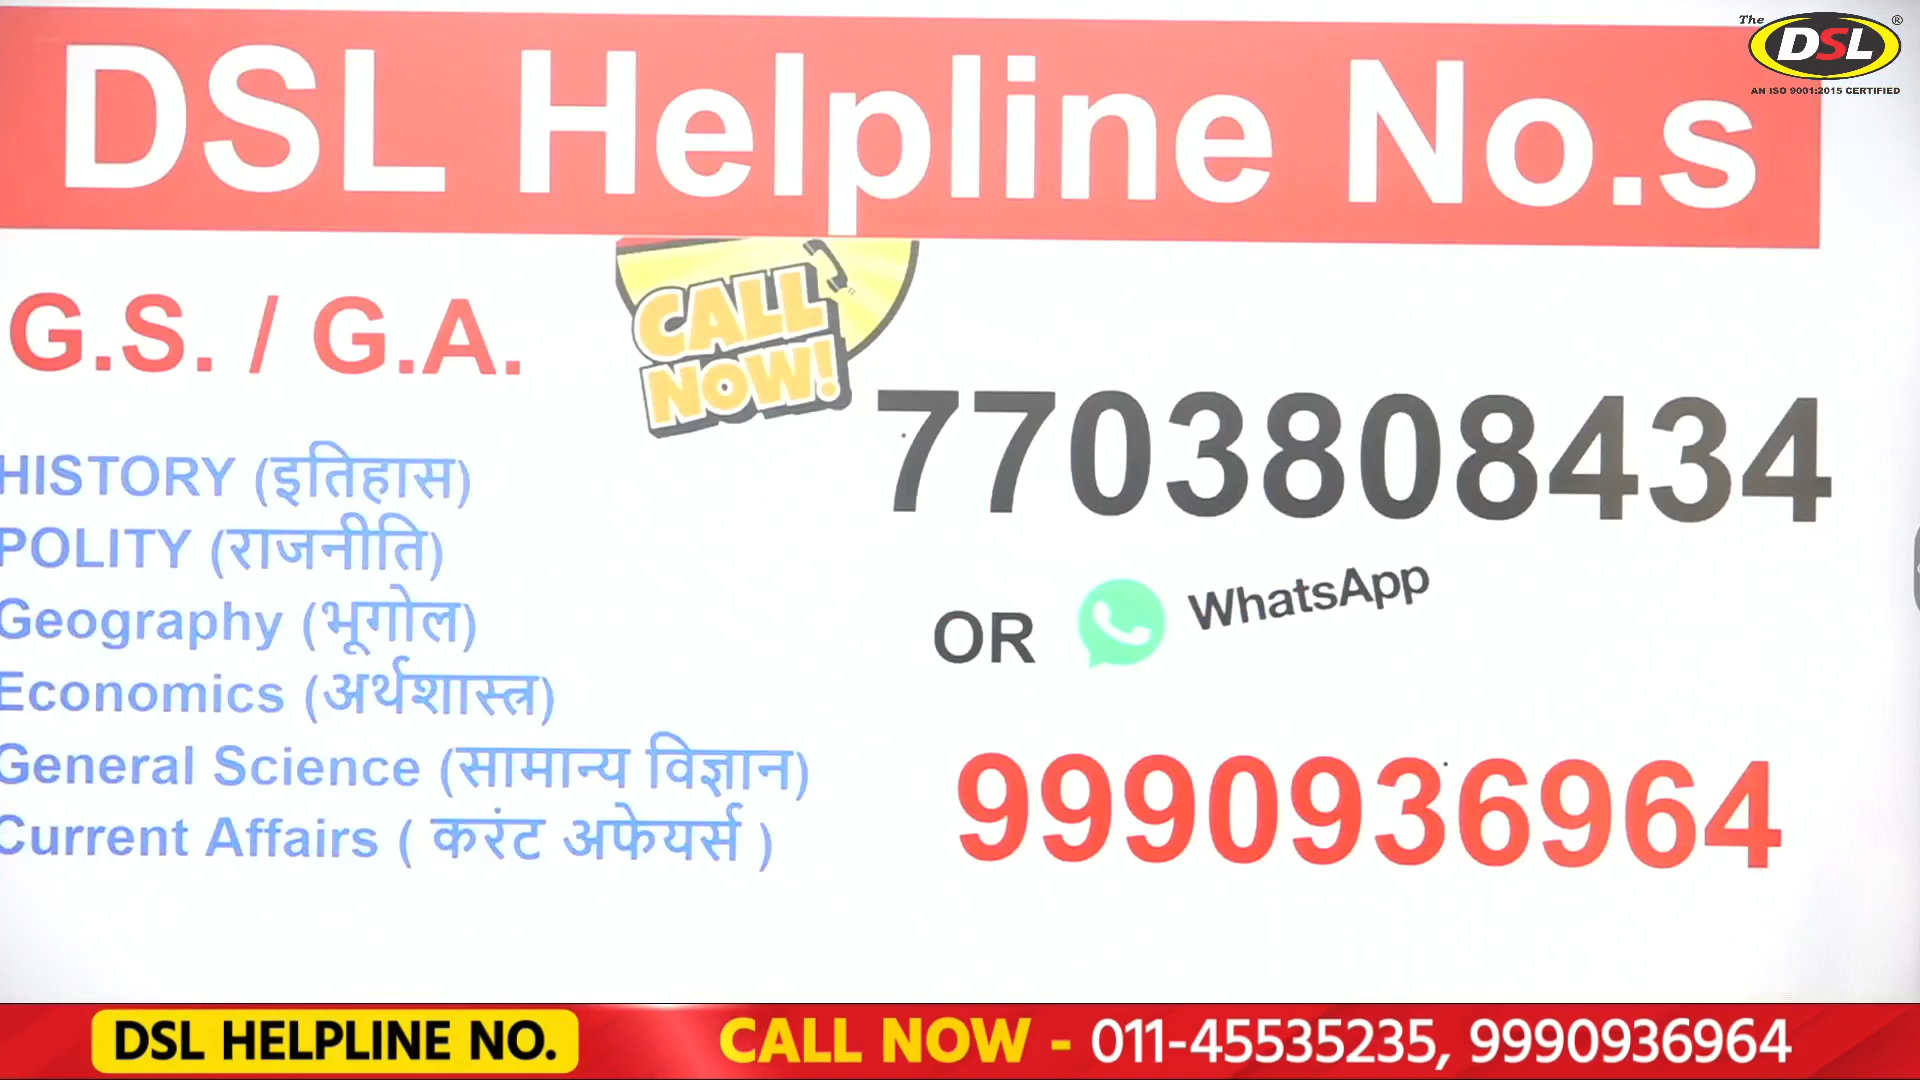 The DSL ®
AN ISO 9001:2015 CERTIFIED
DSL Helpline No.s
G.S. / G.A.
CALL
NOW!
7703808434
HISTORY (इतिहास)
POLITY (राजनीति)
Geography (भूगोल)
Economics (अर्थशास्त्र)
General Science (सामान्य विज्ञान)
Current Affairs ( करंट अफेयर्स )
OR WhatsApp
9990936964
DSL HELPLINE NO. CALL NOW - 011-45535235, 9990936964